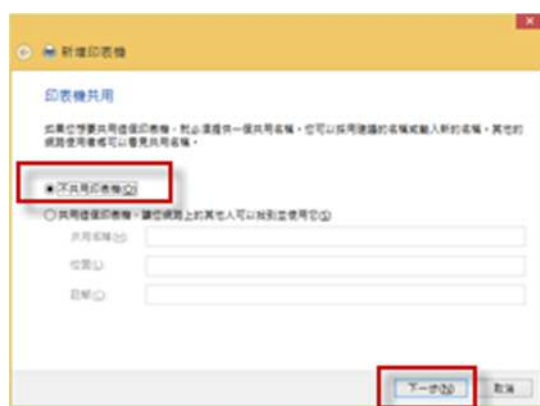 新增印表機
印表機共用
如果您想要共用這個印表機，就必須提供一個共用名稱。您可以採用建議的名稱或輸入新的名稱。其他的
網路使用者都可以看見共用名稱。
不共用印表機(O)
共用這個印表機，讓您網路上的其他人可以找到並使用它(S)
共用名稱(H):
位置(L):
註解(C):
下一步(N) 取消